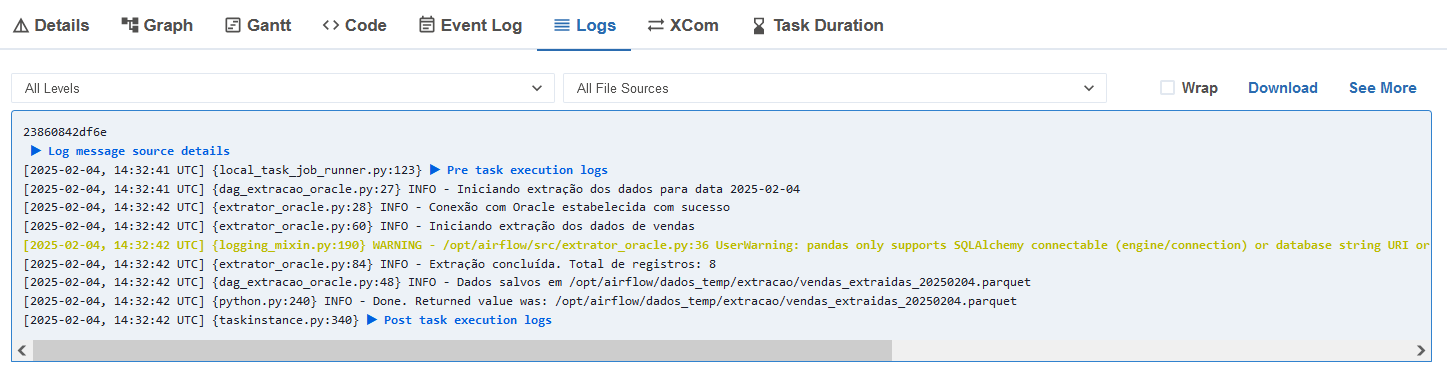 Details Graph Gantt Code Event Log Logs XCom Task Duration
All Levels All File Sources Wrap Download See More
23860842df6e
Log message source details
[2025-02-04, 14:32:41 UTC] {local_task_job_runner.py:123} ▶ Pre task execution logs
[2025-02-04, 14:32:41 UTC] {dag_extracao_oracle.py:27} INFO - Iniciando extração dos dados para data 2025-02-04
[2025-02-04, 14:32:42 UTC] {extrator_oracle.py:28} INFO - Conexão com Oracle estabelecida com sucesso
[2025-02-04, 14:32:42 UTC] {extrator_oracle.py:60} INFO - Iniciando extração dos dados de vendas
[2025-02-04, 14:32:42 UTC] {logging_mixin.py:190} WARNING - /opt/airflow/src/extrator_oracle.py:36 UserWarning: pandas only supports SQLAlchemy connectable (engine/connection) or database string URI or
[2025-02-04, 14:32:42 UTC] {extrator_oracle.py:84} INFO - Extração concluída. Total de registros: 8
[2025-02-04, 14:32:42 UTC] {dag_extracao_oracle.py:48} INFO - Dados salvos em /opt/airflow/dados_temp/extracao/vendas_extraidas_20250204.parquet
[2025-02-04, 14:32:42 UTC] {python.py:240} INFO - Done. Returned value was: /opt/airflow/dados_temp/extracao/vendas_extraidas_20250204.parquet
[2025-02-04, 14:32:42 UTC] {taskinstance.py:340} ▶ Post task execution logs